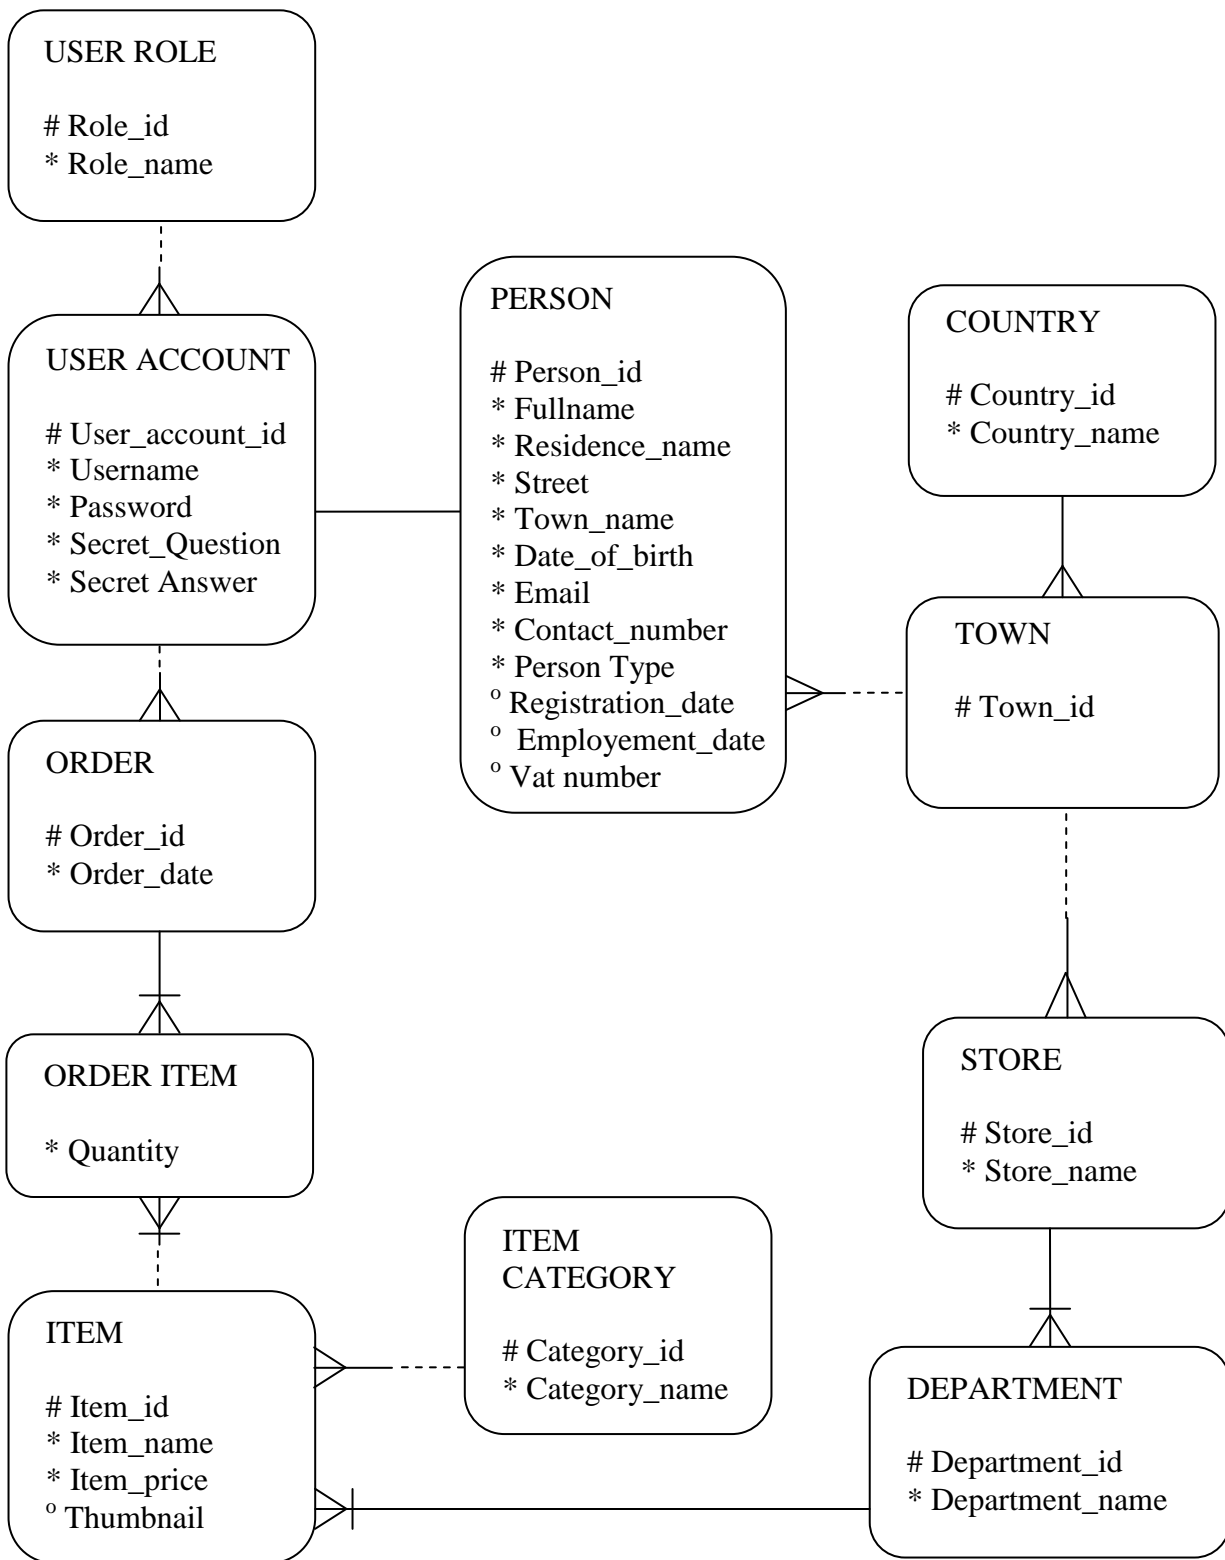 USER ROLE
# Role_id
* Role_name
USER ACCOUNT
# User_account_id
* Username
* Password
* Secret_Question
* Secret Answer
PERSON
# Person_id
* Fullname
* Residence_name
* Street
* Town_name
* Date_of_birth
* Email
* Contact_number
* Person Type
o Registration_date
o Employement_date
o Vat number
COUNTRY
# Country_id
* Country_name
TOWN
# Town_id
ORDER
# Order_id
* Order_date
ORDER ITEM
* Quantity
STORE
# Store_id
* Store_name
ITEM
CATEGORY
# Category_id
* Category_name
ITEM
# Item_id
* Item_name
* Item_price
o Thumbnail
DEPARTMENT
# Department_id
* Department_name